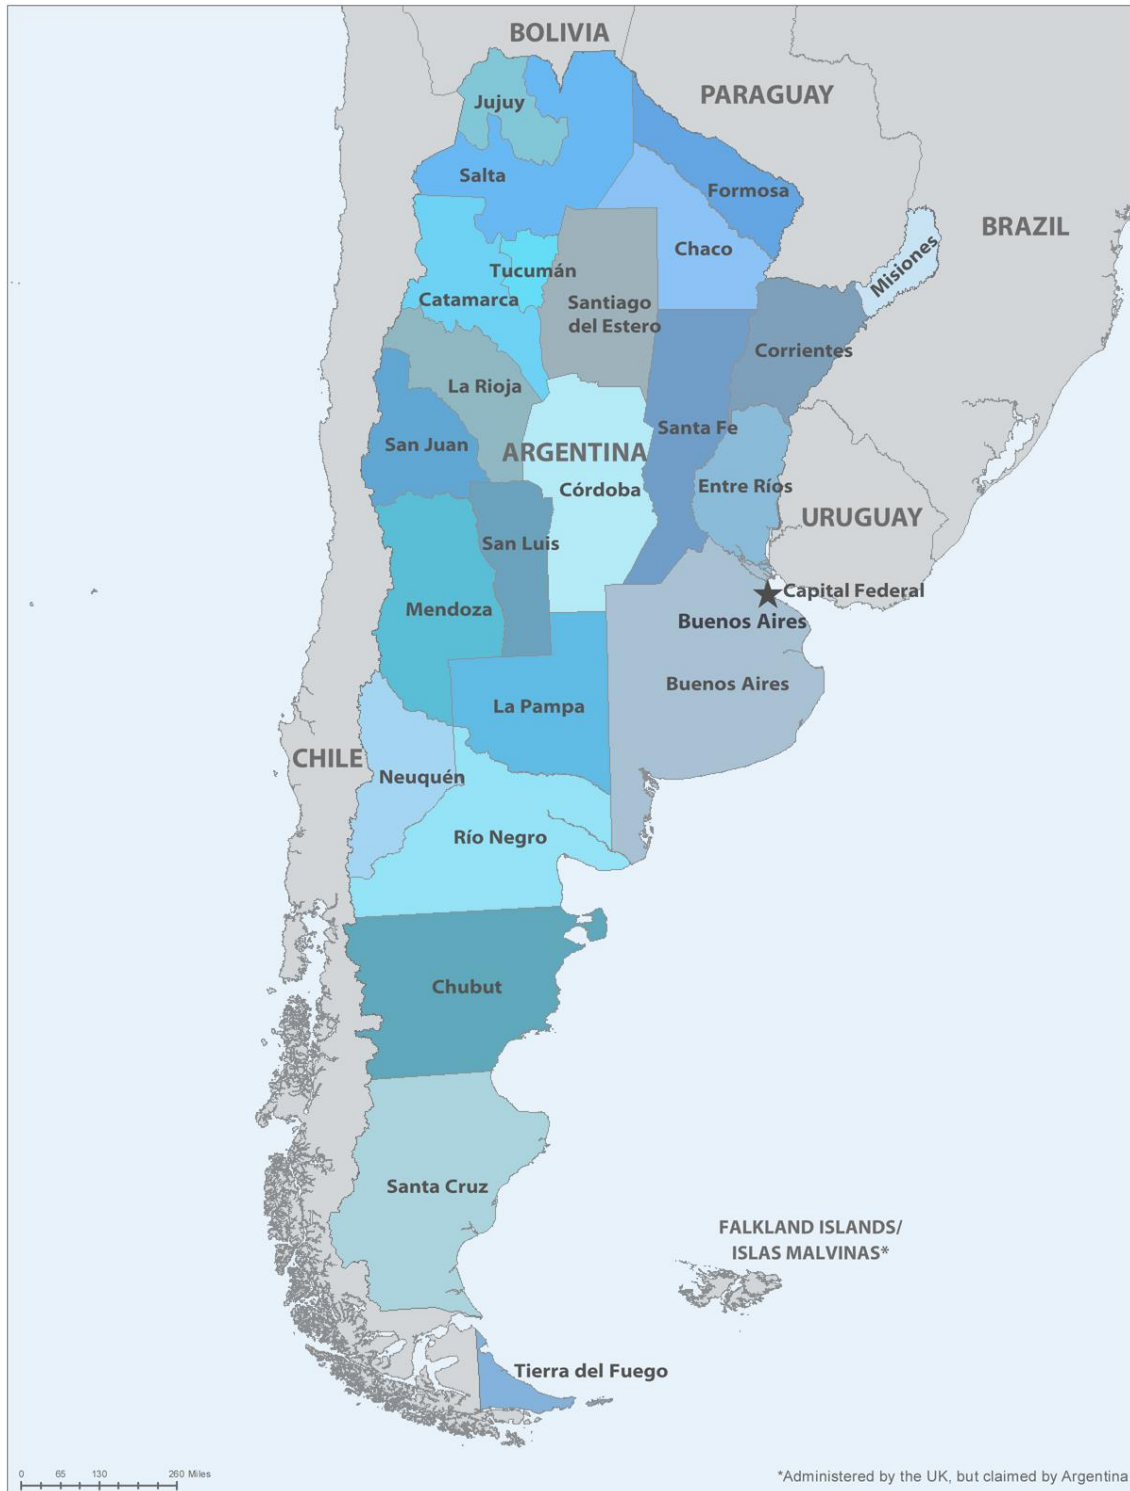 BOLIVIA
Jujuy
PARAGUAY
Salta
Formosa
BRAZIL
Chaco
Misiones
Tucumán
Catamarca
Santiago
del Estero
Corrientes
La Rioja
Santa Fe
San Juan
ARGENTINA
Córdoba
Entre Ríos
URUGUAY
San Luis
Capital Federal
Mendoza
Buenos Aires
Buenos Aires
La Pampa
CHILE
Neuquén
Río Negro
Chubut
Santa Cruz
FALKLAND ISLANDS/
ISLAS MALVINAS*
Tierra del Fuego
0 65 130 260 Miles
*Administered by the UK, but claimed by Argentina